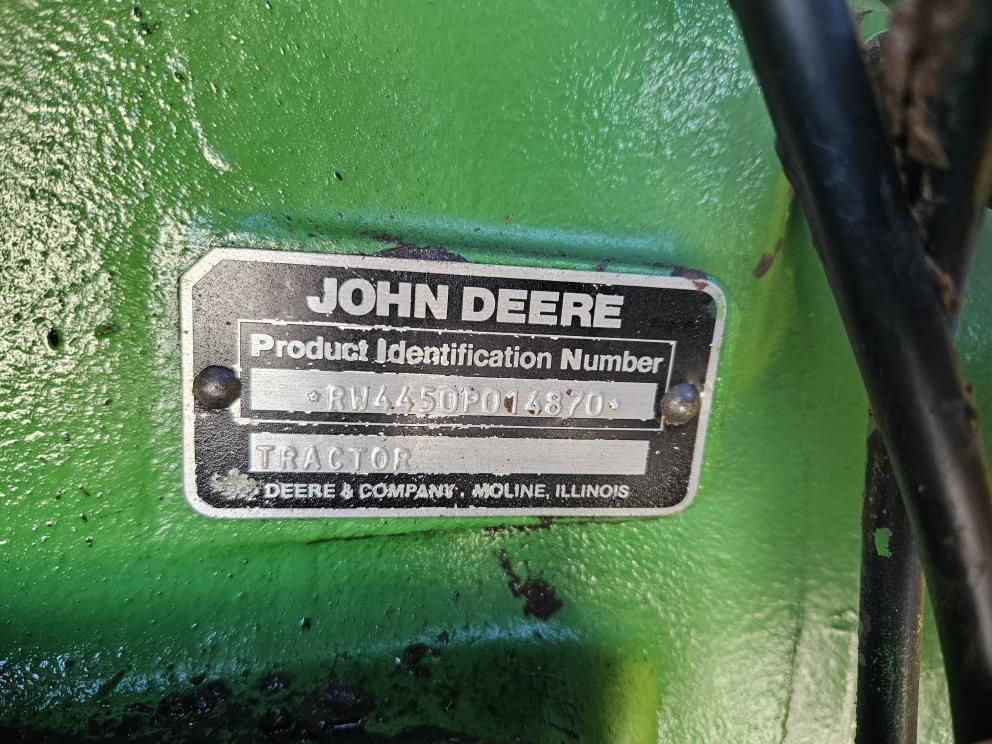 JOHN DEERE
Product Identification Number
*RW4450P014870*
TRACTOR
DEERE & COMPANY . MOLINE, ILLINOIS